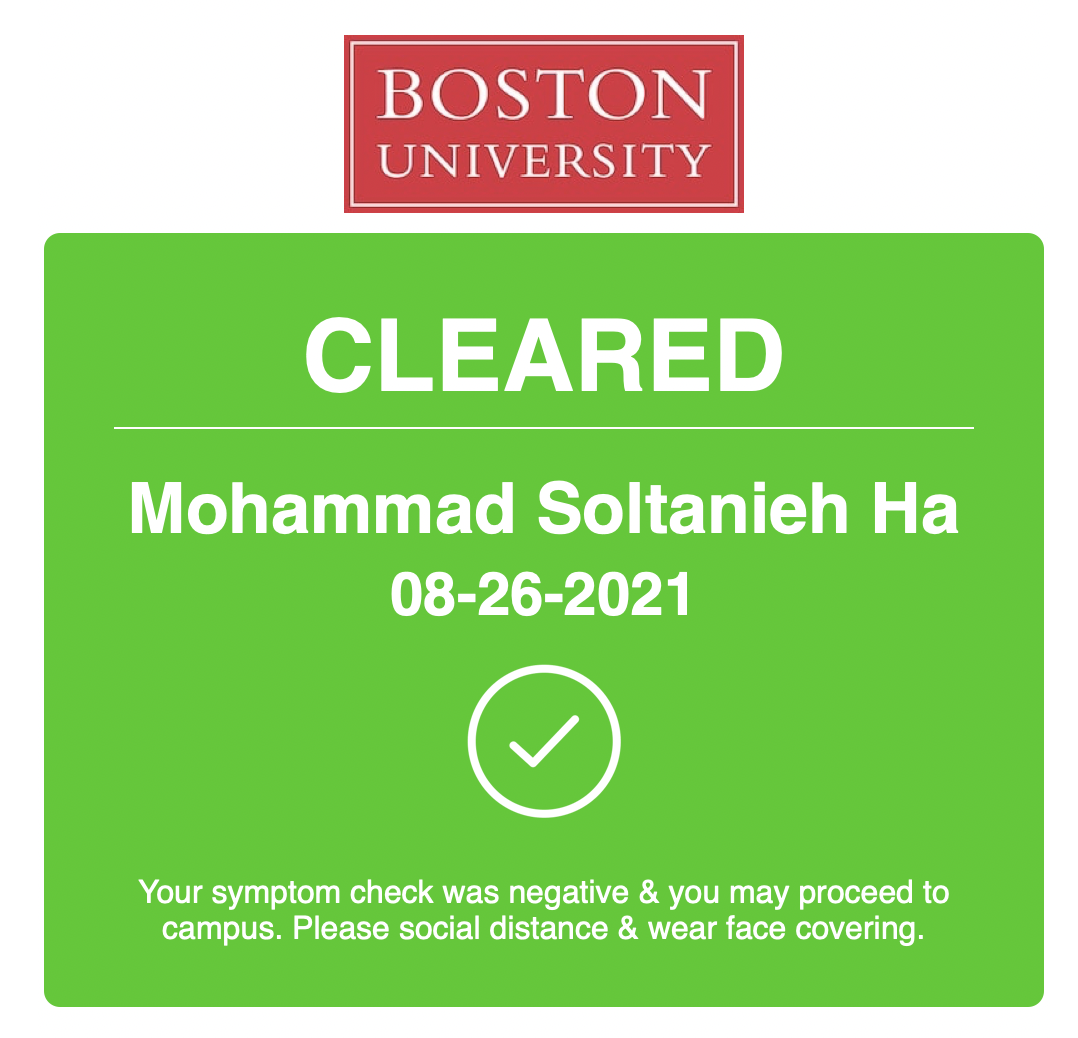 BOSTON
UNIVERSITY
CLEARED
Mohammad Soltanieh Ha
08-26-2021
Your symptom check was negative & you may proceed to
campus. Please social distance & wear face covering.